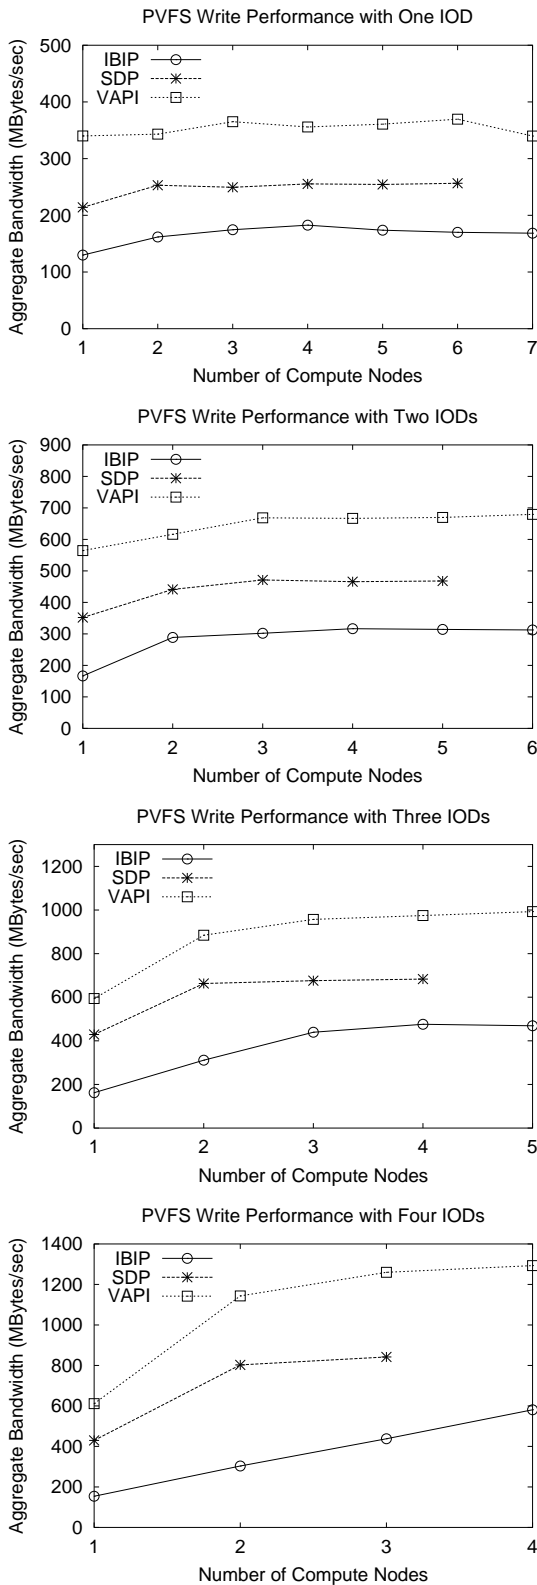 PVFS Write Performance with One IOD
500
400
300
200
100
0
IBIP
SDP
VAPI
Aggregate Bandwidth (MBytes/sec)
1 2 3 4 5 6 7
Number of Compute Nodes
PVFS Write Performance with Two IODs
900
800
700
600
500
400
300
200
100
0
IBIP
SDP
VAPI
Aggregate Bandwidth (MBytes/sec)
1 2 3 4 5 6
Number of Compute Nodes
PVFS Write Performance with Three IODs
1200
1000
800
600
400
200
0
IBIP
SDP
VAPI
Aggregate Bandwidth (MBytes/sec)
1 2 3 4 5
Number of Compute Nodes
PVFS Write Performance with Four IODs
1400
1200
1000
800
600
400
200
0
IBIP
SDP
VAPI
Aggregate Bandwidth (MBytes/sec)
1 2 3 4
Number of Compute Nodes